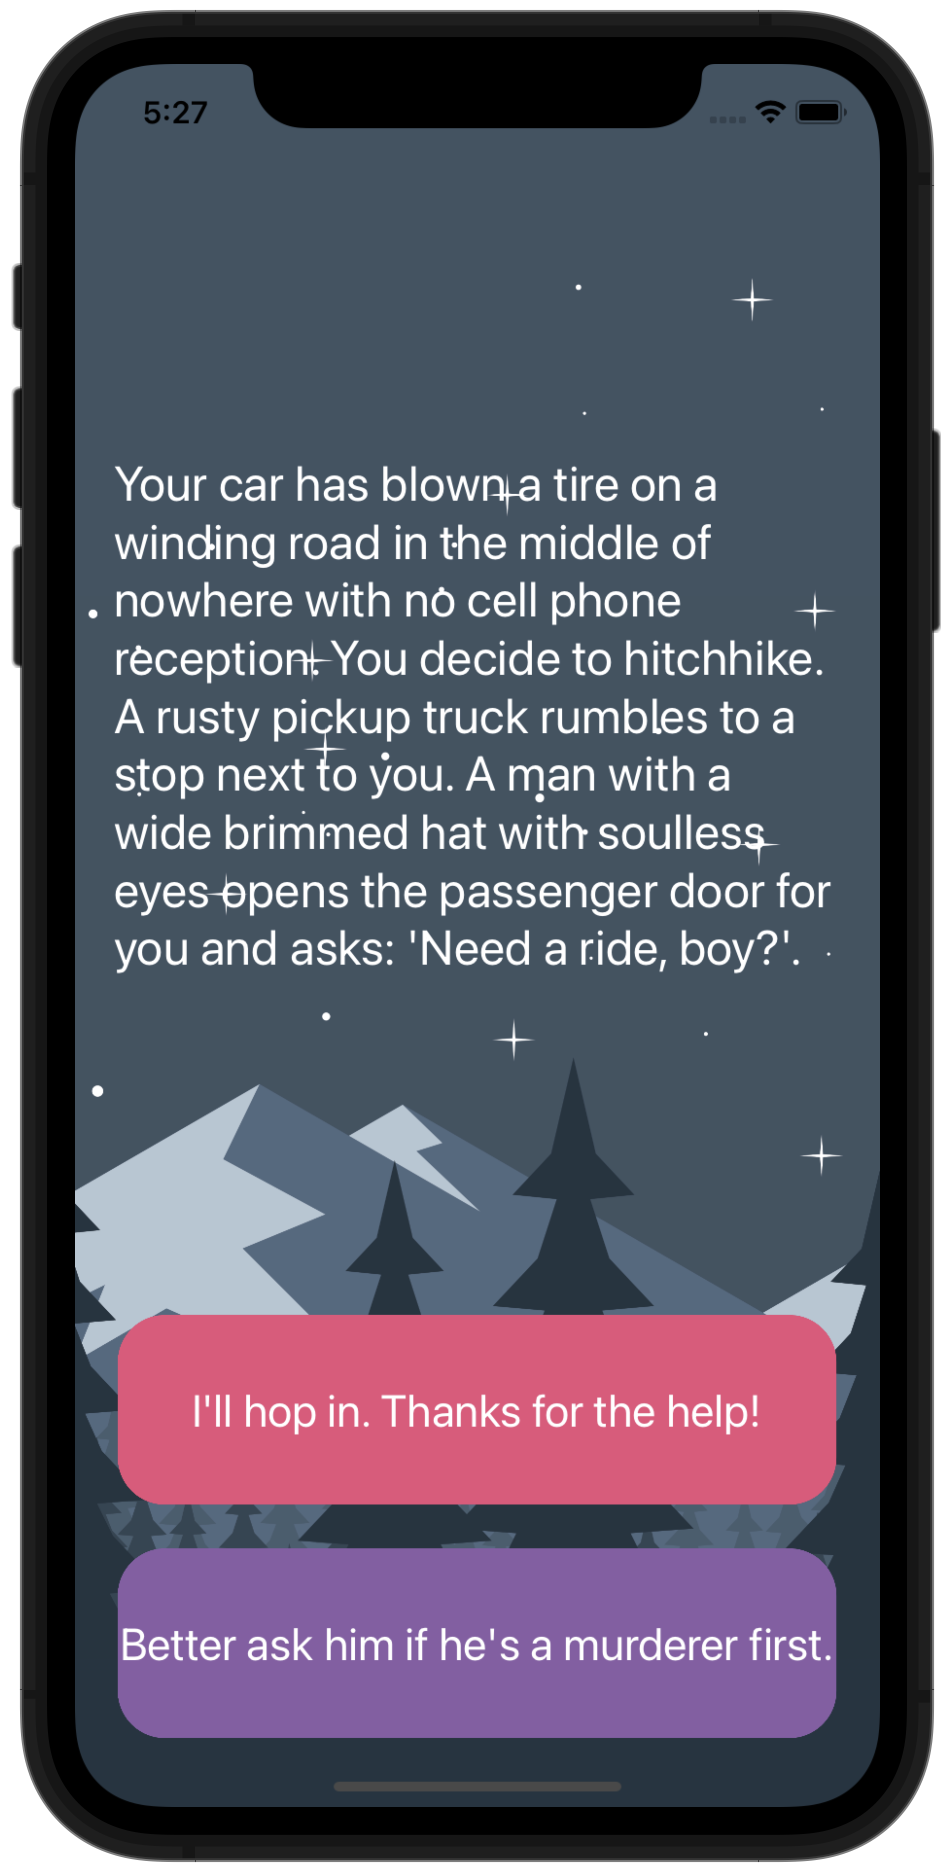 5:27
Your car has blown a tire on a
winding road in the middle of
nowhere with no cell phone
reception. You decide to hitchhike.
A rusty pickup truck rumbles to a
stop next to you. A man with a
wide brimmed hat with soulless
eyes opens the passenger door for
you and asks: 'Need a ride, boy?'.
I'll hop in. Thanks for the help!
Better ask him if he's a murderer first.